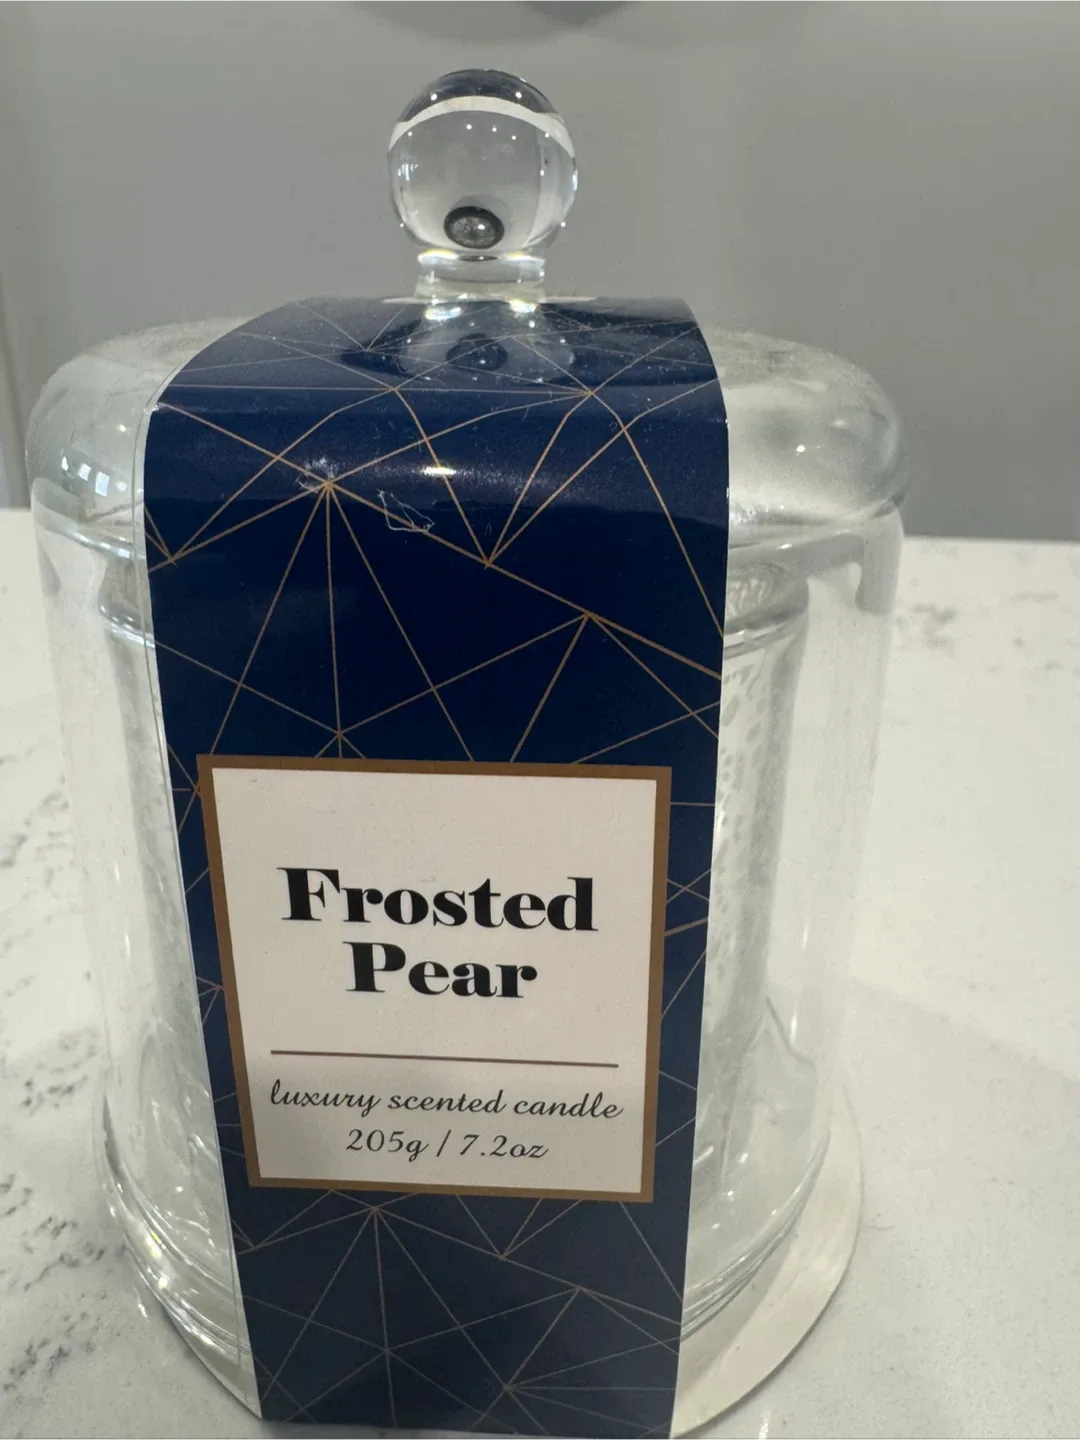 Frosted
Pear
luxury scented candle
205g / 7.2oz